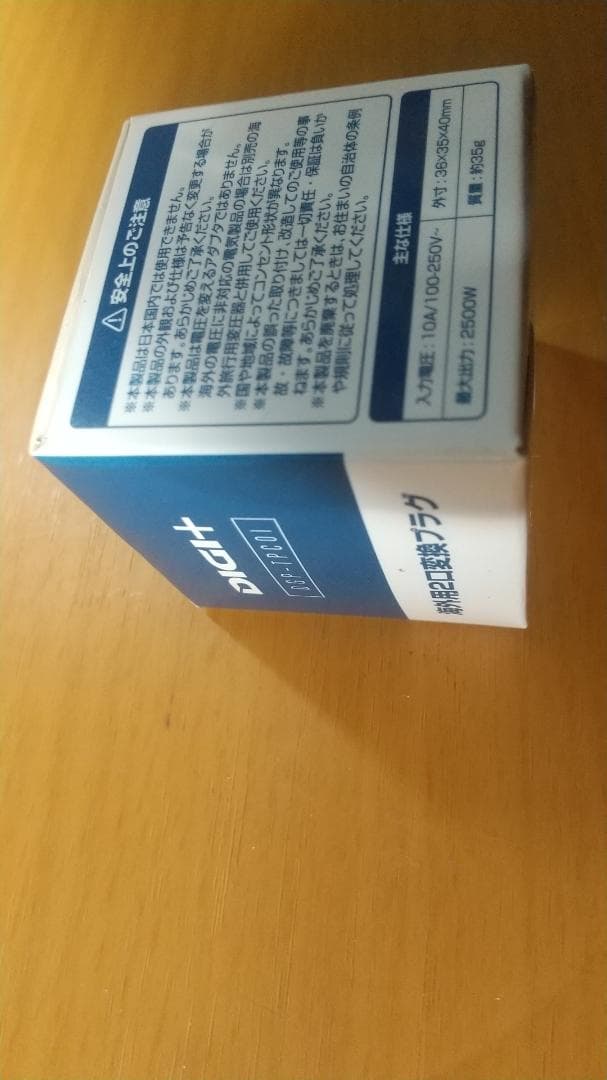 安全上のご注意
※本製品は日本国内では使用できません。
※本製品の外観および仕様は予告なく変更する場合が
あります。あらかじめご了承ください。
※本製品は電圧を変えるアダプタではありません。
海外の電圧に非対応の電気製品の場合は別売の海
外旅行用変圧器と併用してご使用ください。
※国や地域によってコンセント形状が異なります。
※本製品の誤った取り付け、改造してのご使用等の事
故・故障等につきましては一切責任・保証は負いか
ねます。あらかじめご了承ください。
※本製品を廃棄するときは、お住まいの自治体の条例
や規則に従って処理してください。
主な仕様
入力電圧:10A/100-250V~
外寸:36×35×40mm
最大出力:2500W
質量:約35g
DIGI+
DSP-TPC01
海外用2口変換プラグ